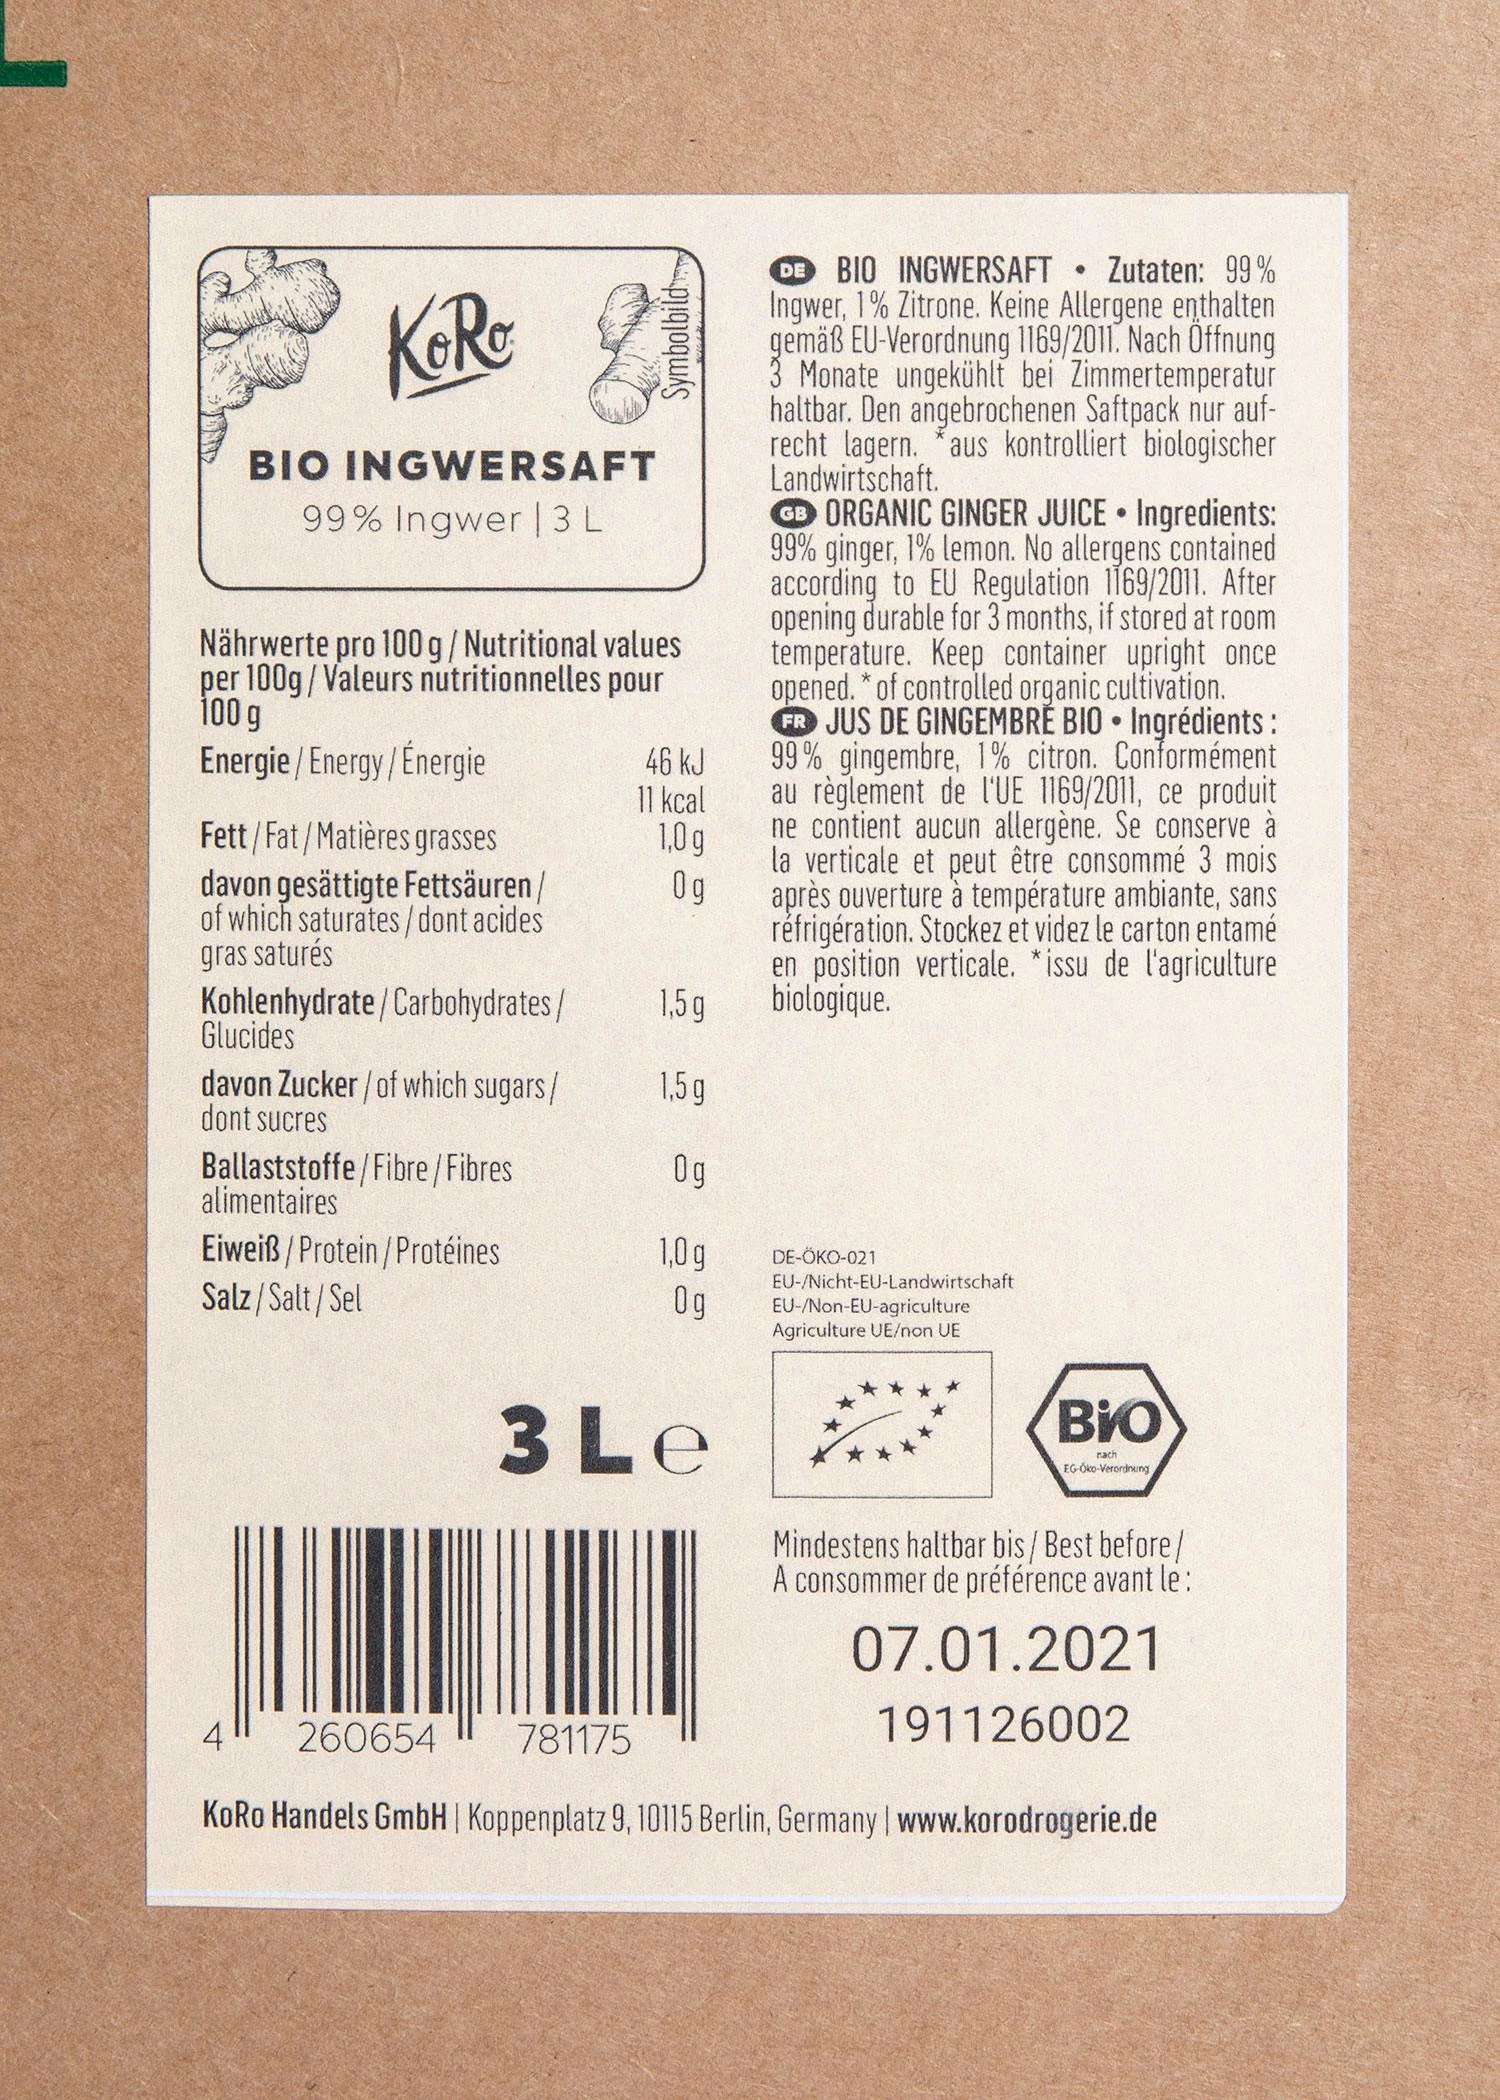 L
KoRo
Symbolbild
BIO INGWERSAFT
99% Ingwer | 3 L
Nährwerte pro 100 g / Nutritional values
per 100g / Valeurs nutritionnelles pour
100 g
Energie / Energy / Énergie 46 kJ
11 kcal
Fett / Fat / Matières grasses 1,0 g
davon gesättigte Fettsäuren / 0 g
of which saturates / dont acides
gras saturés
Kohlenhydrate / Carbohydrates / 1,5 g
Glucides
davon Zucker / of which sugars / 1,5 g
dont sucres
Ballaststoffe / Fibre / Fibres 0 g
alimentaires
Eiweiß / Protein / Protéines 1,0 g
Salz / Salt / Sel 0 g
3 L e
4 260654 781175
DE BIO INGWERSAFT • Zutaten: 99 %
Ingwer, 1 % Zitrone. Keine Allergene enthalten
gemäß EU-Verordnung 1169/2011. Nach Öffnung
3 Monate ungekühlt bei Zimmertemperatur
haltbar. Den angebrochenen Saftpack nur auf-
recht lagern. *aus kontrolliert biologischer
Landwirtschaft.
GB ORGANIC GINGER JUICE • Ingredients:
99% ginger, 1% lemon. No allergens contained
according to EU Regulation 1169/2011. After
opening durable for 3 months, if stored at room
temperature. Keep container upright once
opened. * of controlled organic cultivation.
FR JUS DE GINGEMBRE BIO • Ingrédients :
99 % gingembre, 1 % citron. Conformément
au règlement de l'UE 1169/2011, ce produit
ne contient aucun allergène. Se conserve à
la verticale et peut être consommé 3 mois
après ouverture à température ambiante, sans
réfrigération. Stockez et videz le carton entamé
en position verticale. *issu de l'agriculture
biologique.
DE-ÖKO-021
EU-/Nicht-EU-Landwirtschaft
EU-/Non-EU-agriculture
Agriculture UE/non UE
BiO
nach
EG-Öko-Verordnung
Mindestens haltbar bis / Best before /
A consommer de préférence avant le :
07.01.2021
191126002
KoRo Handels GmbH | Koppenplatz 9, 10115 Berlin, Germany | www.korodrogerie.de